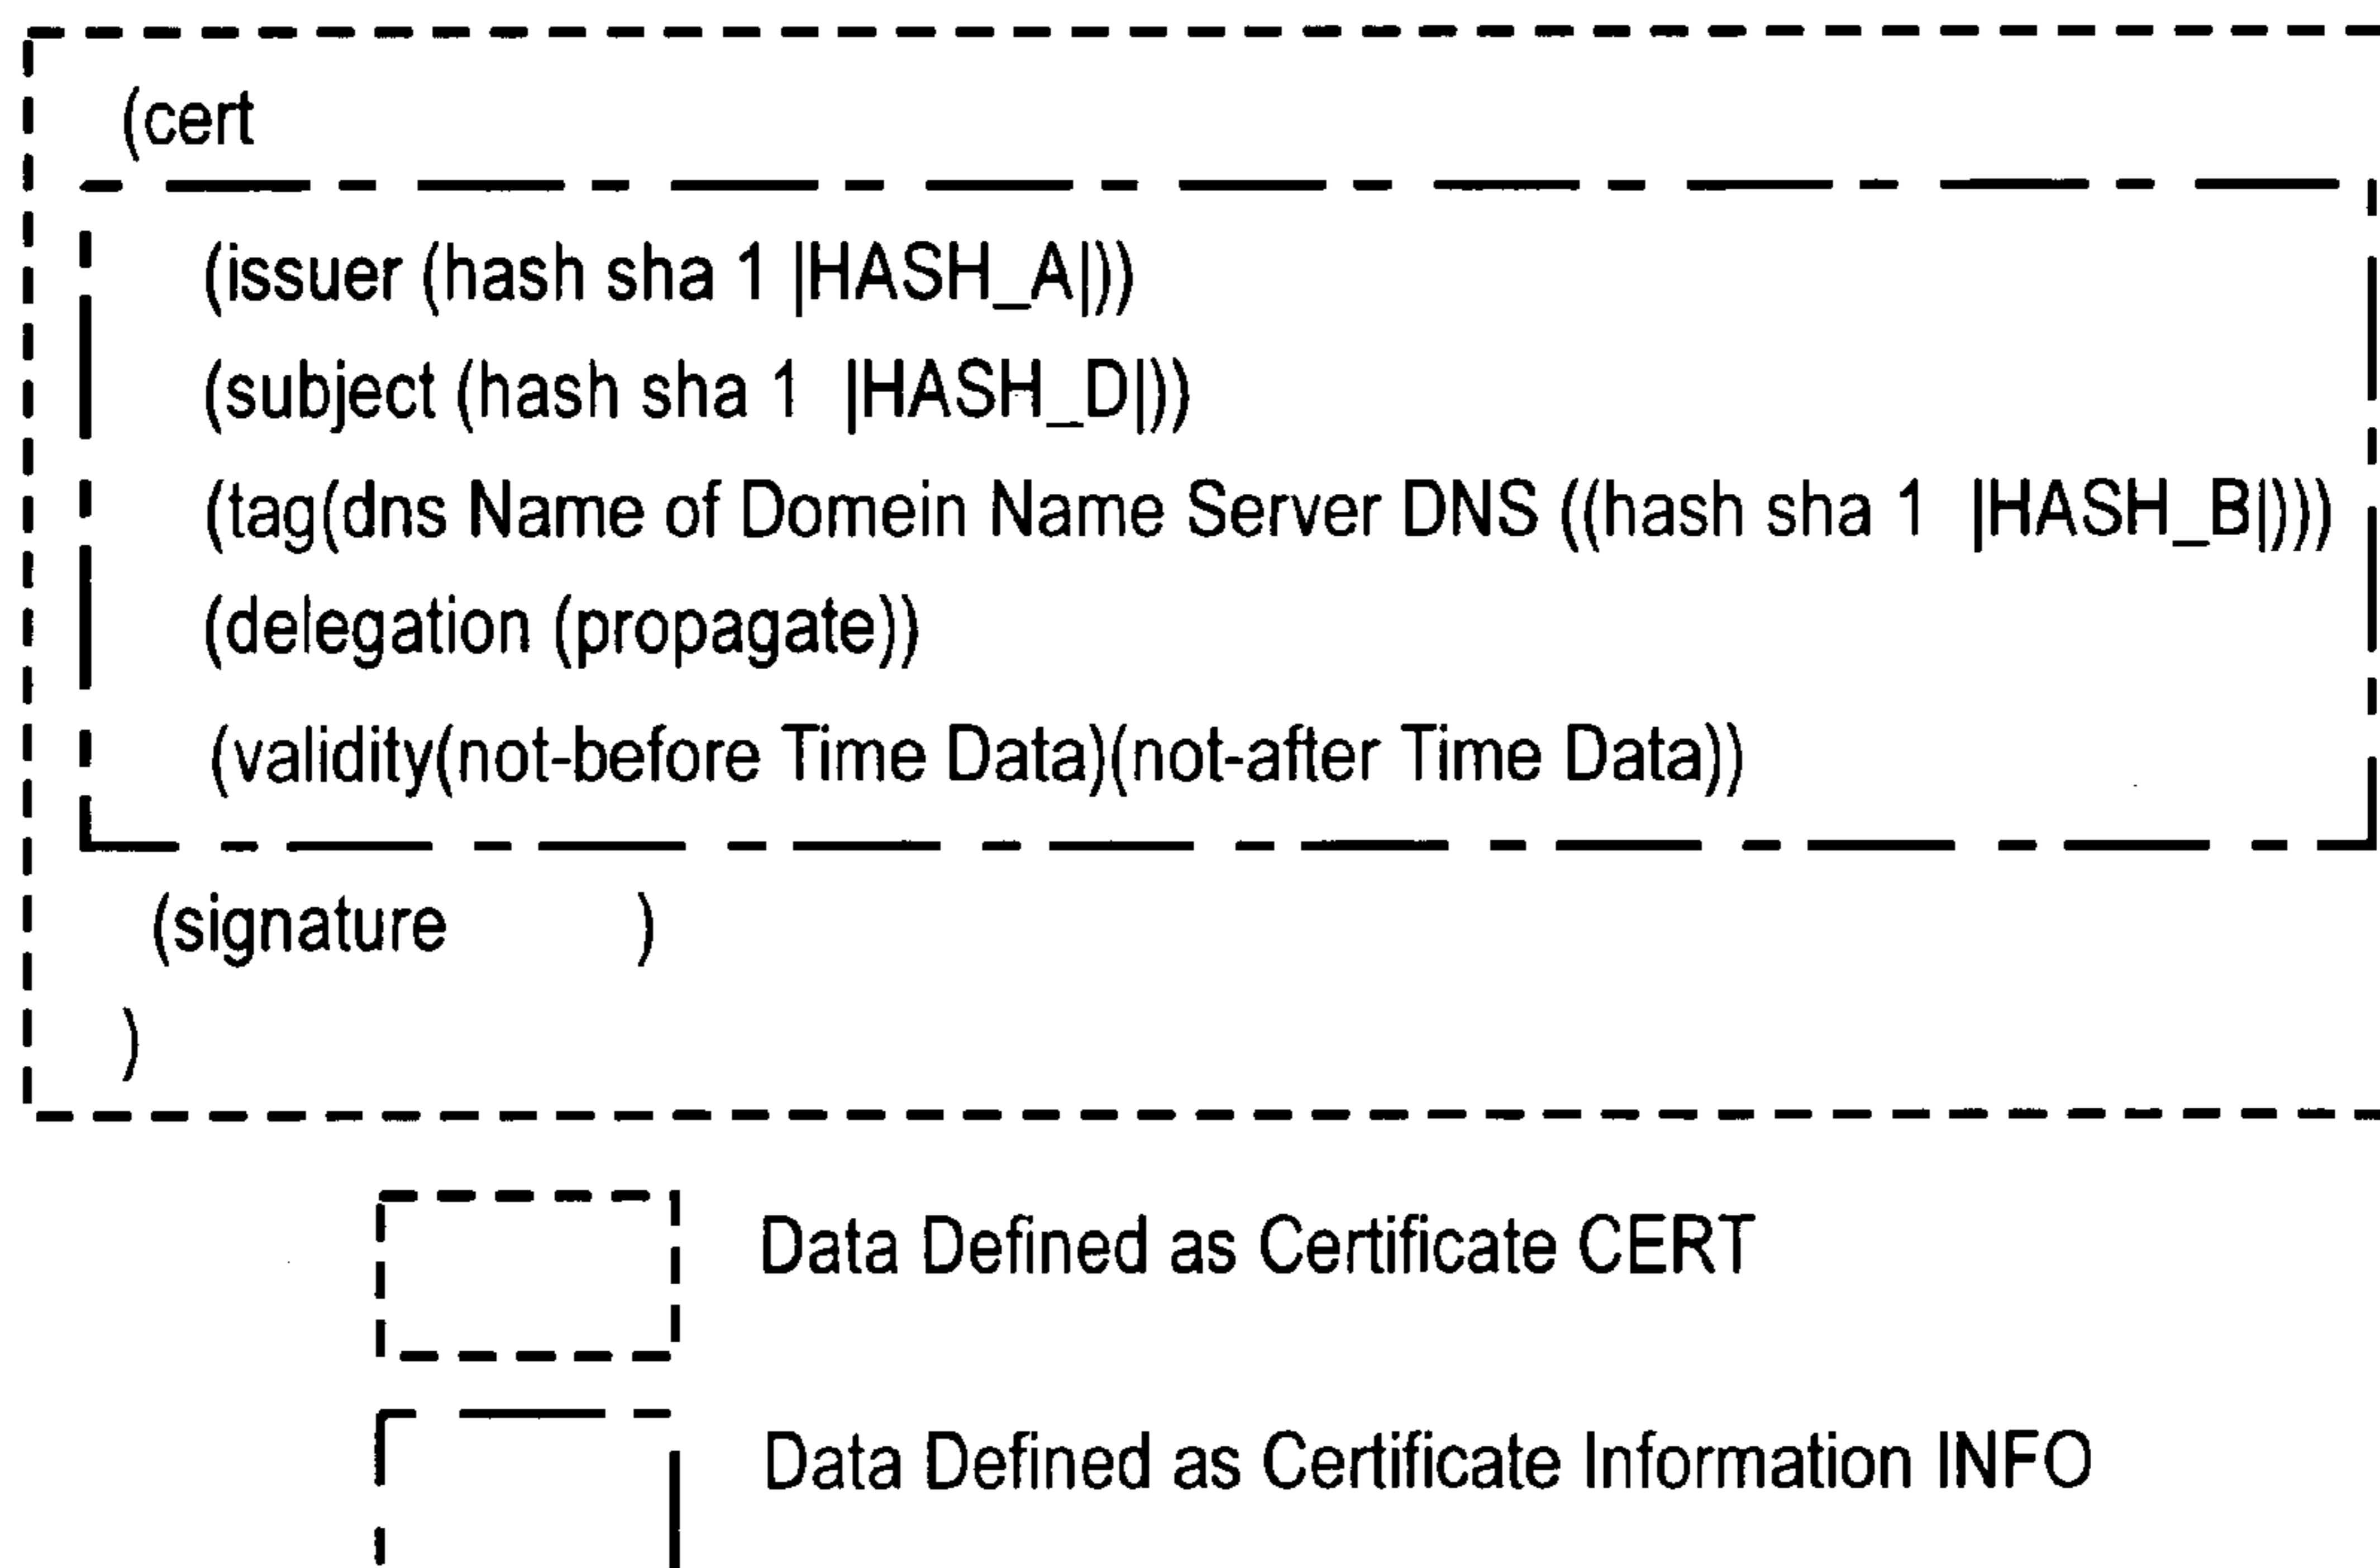 (cert
(issuer (hash sha 1 |HASH_A|))
(subject (hash sha 1 |HASH_D|))
(tag(dns Name of Domein Name Server DNS ((hash sha 1 |HASH_B|)))
(delegation (propagate))
(validity(not-before Time Data)(not-after Time Data))
(signature )
)
Data Defined as Certificate CERT
Data Defined as Certificate Information INFO